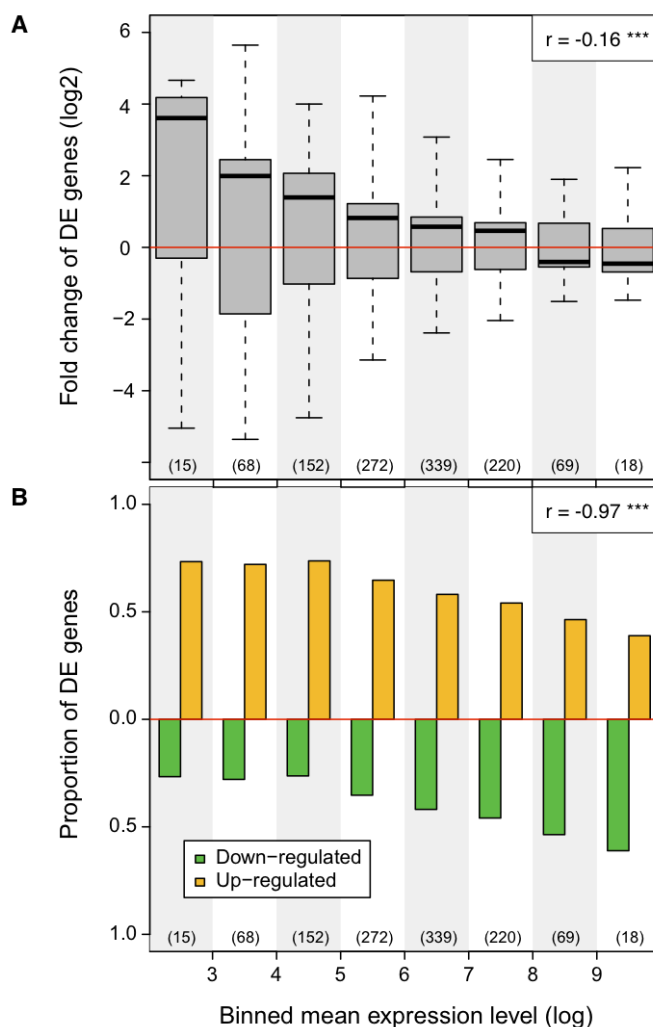 A
Fold change of DE genes (log2)
6
4
2
0
−2
−4
r = -0.16 ***
(15) (68) (152) (272) (339) (220) (69) (18)
B
Proportion of DE genes
1.0
0.5
0.0
0.5
1.0
r = -0.97 ***
Down−regulated
Up−regulated
(15) (68) (152) (272) (339) (220) (69) (18)
3 4 5 6 7 8 9
Binned mean expression level (log)